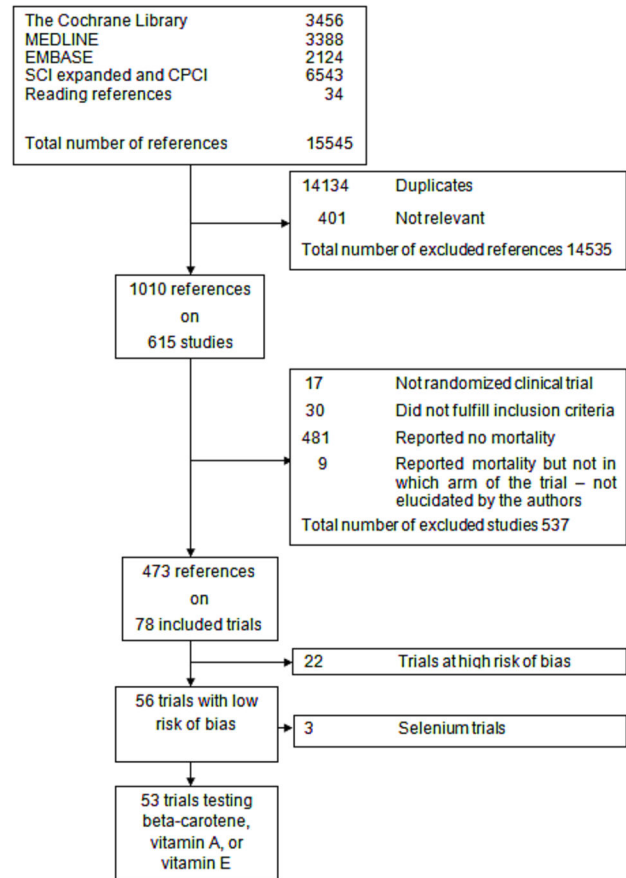 The Cochrane Library 3456
MEDLINE 3388
EMBASE 2124
SCI expanded and CPCI 6543
Reading references 34
Total number of references 15545
14134 Duplicates
401 Not relevant
Total number of excluded references 14535
1010 references
on
615 studies
17 Not randomized clinical trial
30 Did not fulfill inclusion criteria
481 Reported no mortality
9 Reported mortality but not in
which arm of the trial – not
elucidated by the authors
Total number of excluded studies 537
473 references
on
78 included trials
22 Trials at high risk of bias
56 trials with low
risk of bias
3 Selenium trials
53 trials testing
beta-carotene,
vitamin A, or
vitamin E